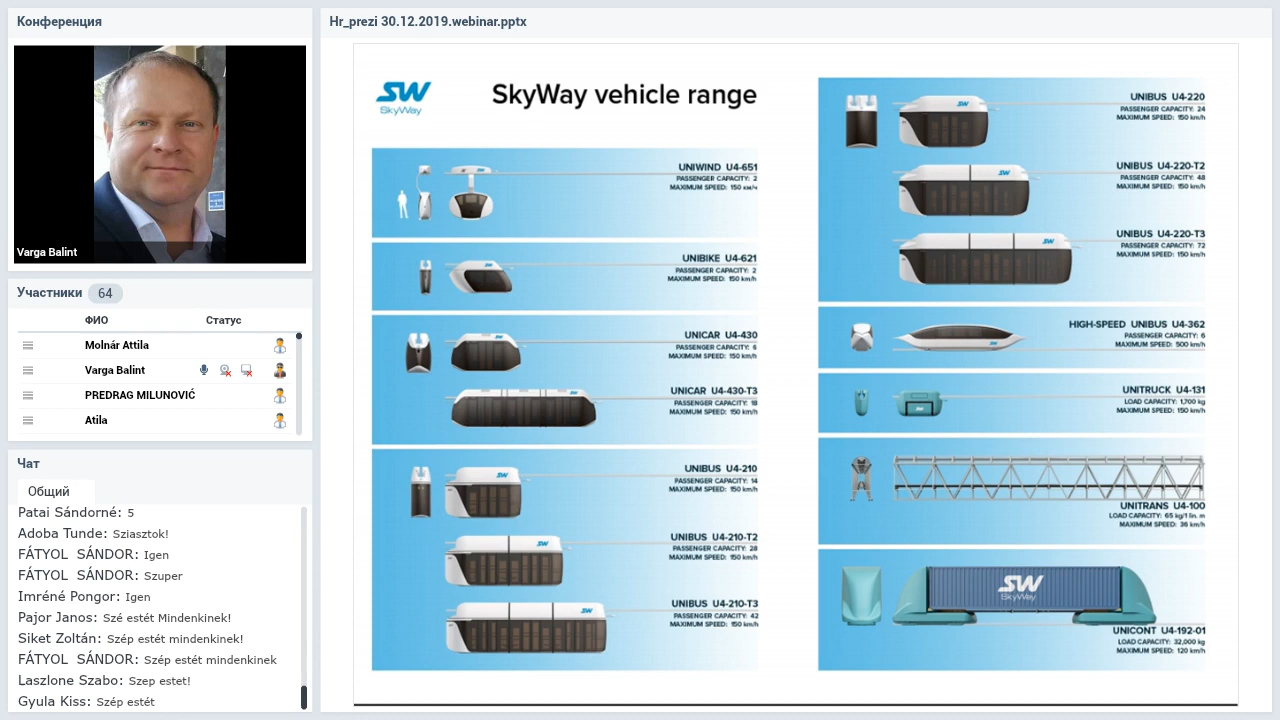 Конференция
Varga Balint
Участники 64
ФИО Статус
Molnár Attila
Varga Balint
PREDRAG MILUNOVIĆ
Atila
Чат
Общий
Patai Sándorné: 5
Adoba Tunde: Sziasztok!
FÁTYOL SÁNDOR: Igen
FÁTYOL SÁNDOR: Szuper
Imréné Pongor: Igen
Pajor Janos: Szé estét Mindenkinek!
Siket Zoltán: Szép estét mindenkinek!
FÁTYOL SÁNDOR: Szép estét mindenkinek
Laszlone Szabo: Szep estet!
Gyula Kiss: Szép estét
Hr_prezi 30.12.2019.webinar.pptx
SW
SkyWay
SkyWay vehicle range
UNIWIND U4-651
PASSENGER CAPACITY: 2
MAXIMUM SPEED: 150 км/ч
UNIBIKE U4-621
PASSENGER CAPACITY: 2
MAXIMUM SPEED: 150 km/h
UNICAR U4-430
PASSENGER CAPACITY: 6
MAXIMUM SPEED: 150 km/h
UNICAR U4-430-T3
PASSENGER CAPACITY: 18
MAXIMUM SPEED: 150 km/h
UNIBUS U4-210
PASSENGER CAPACITY: 14
MAXIMUM SPEED: 150 km/h
UNIBUS U4-210-T2
PASSENGER CAPACITY: 28
MAXIMUM SPEED: 150 km/h
UNIBUS U4-210-T3
PASSENGER CAPACITY: 42
MAXIMUM SPEED: 150 km/h
UNIBUS U4-220
PASSENGER CAPACITY: 24
MAXIMUM SPEED: 150 km/h
UNIBUS U4-220-T2
PASSENGER CAPACITY: 48
MAXIMUM SPEED: 150 km/h
UNIBUS U4-220-T3
PASSENGER CAPACITY: 72
MAXIMUM SPEED: 150 km/h
HIGH-SPEED UNIBUS U4-362
PASSENGER CAPACITY: 6
MAXIMUM SPEED: 500 km/h
UNITRUCK U4-131
LOAD CAPACITY: 1,700 kg
MAXIMUM SPEED: 150 km/h
UNITRANS U4-100
LOAD CAPACITY: 65 kg/1 lin. m
MAXIMUM SPEED: 36 km/h
SW
SkyWay
UNICONT U4-192-01
LOAD CAPACITY: 32,000 kg
MAXIMUM SPEED: 120 km/h